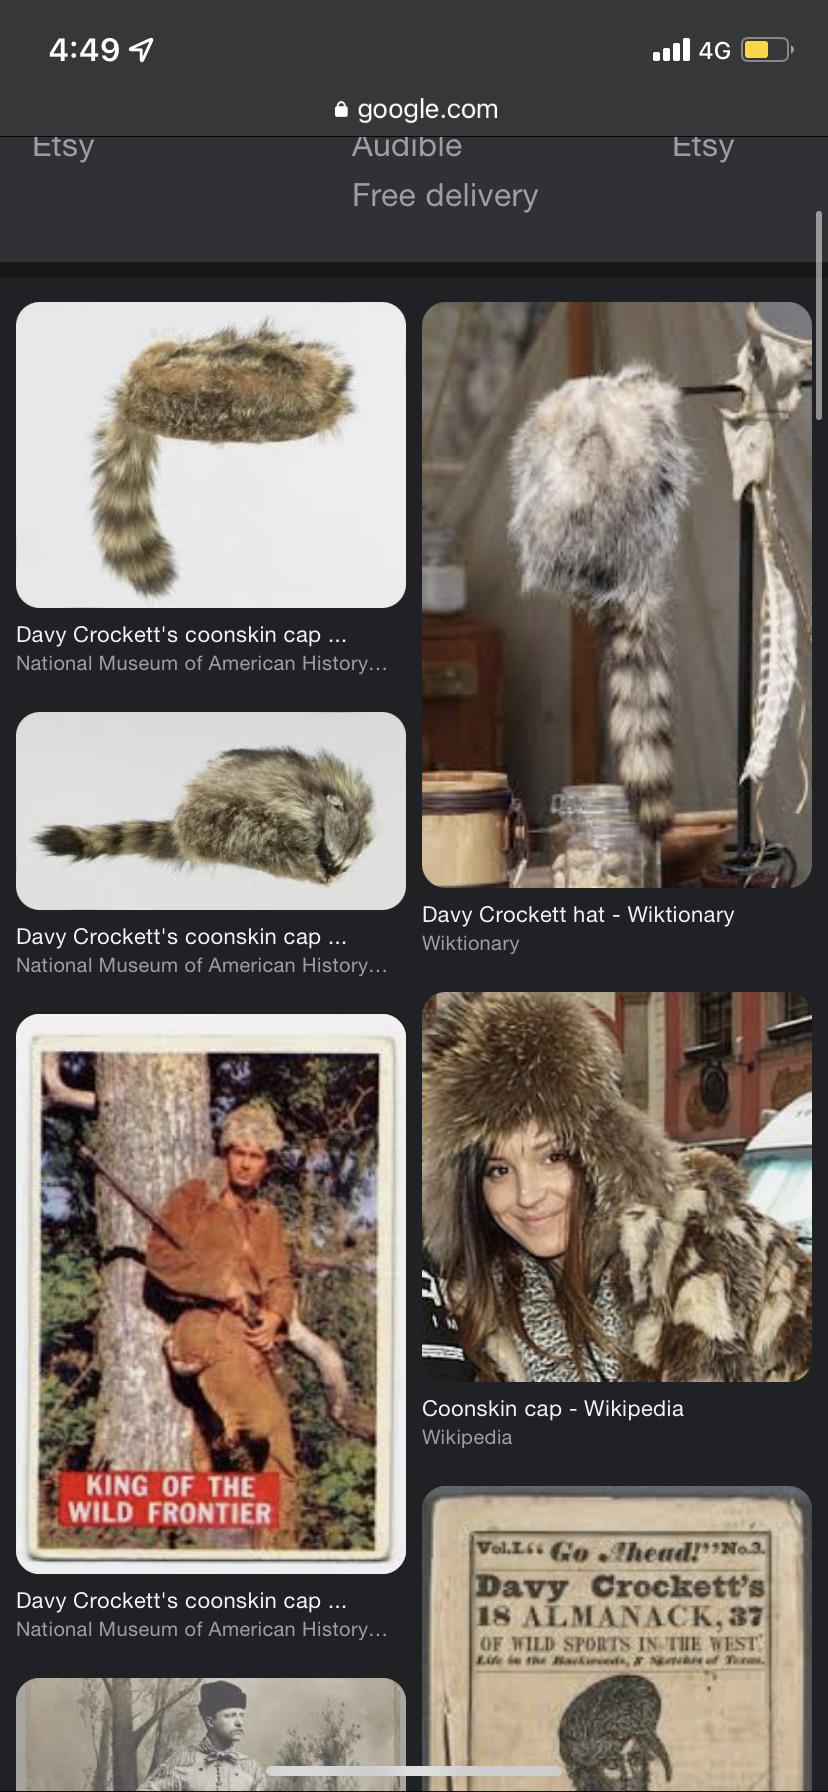 4:49
4G
google.com
Etsy
Audible
Etsy
Free delivery
Davy Crockett's coonskin cap ...
National Museum of American History...
Davy Crockett hat - Wiktionary
Wiktionary
Davy Crockett's coonskin cap ...
National Museum of American History...
KING OF THE
WILD FRONTIER
Coonskin cap - Wikipedia
Wikipedia
Davy Crockett's coonskin cap ...
National Museum of American History...
Vol.I. “Go Ahead!” No.3.
Davy Crockett's
18 ALMANACK, 37
OF WILD SPORTS IN THE WEST,
Life in the Backwoods, & Sketches of Texas.